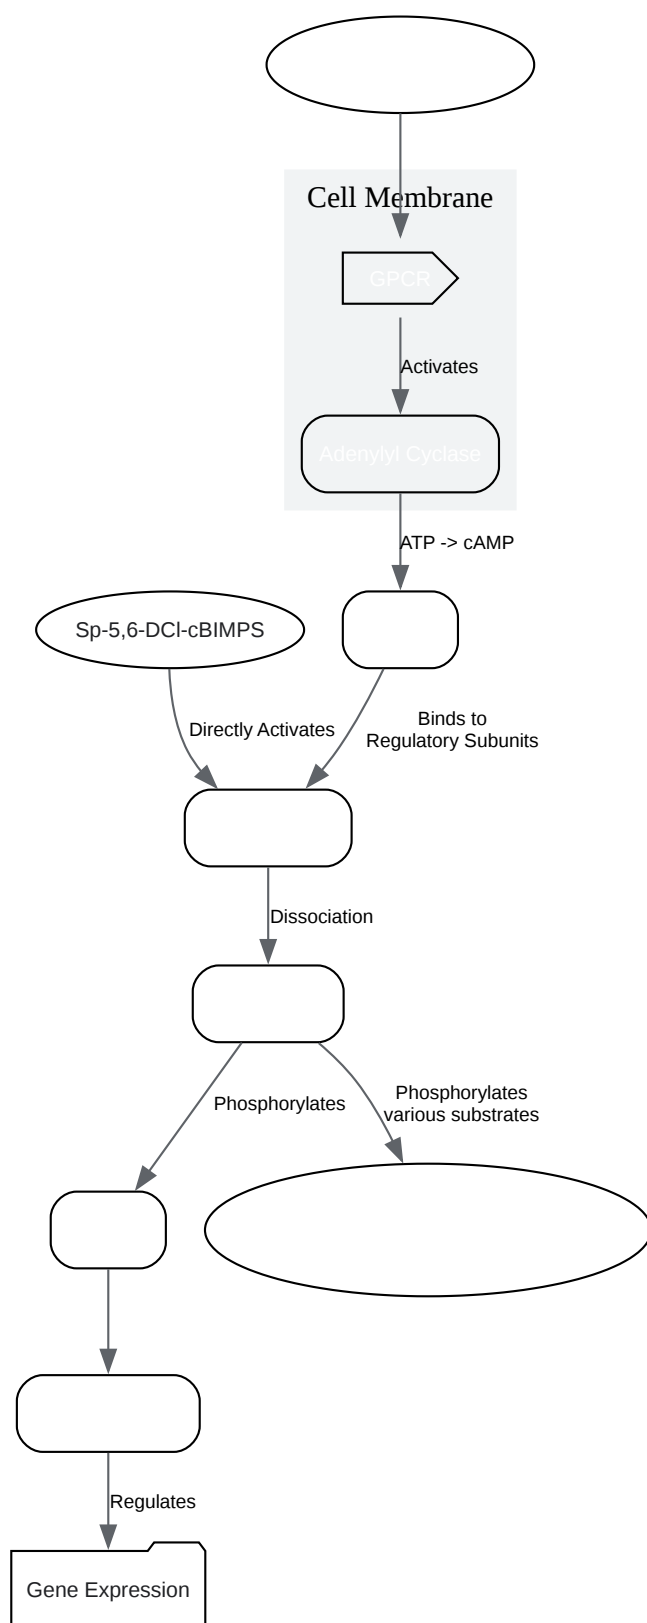 Cell Membrane
GPCR
Activates
Adenylyl Cyclase
ATP -> cAMP
Sp-5,6-DCl-cBIMPS
Directly Activates
Binds to
Regulatory Subunits
Dissociation
Phosphorylates
Phosphorylates
various substrates
Regulates
Gene Expression